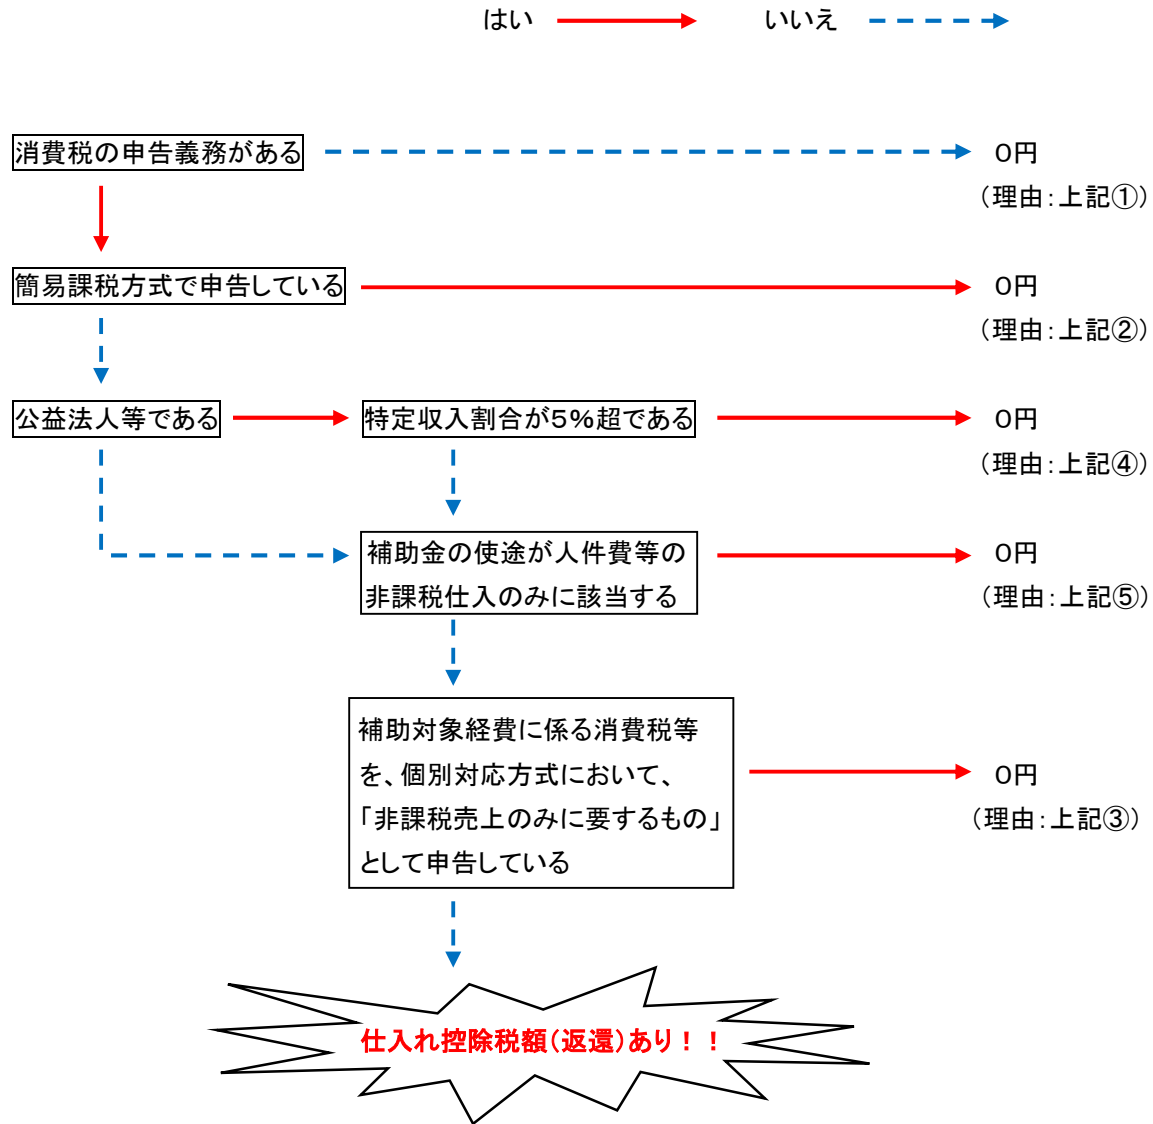 はい いいえ
消費税の申告義務がある 0円
（理由：上記①）
簡易課税方式で申告している 0円
（理由：上記②）
公益法人等である 特定収入割合が5％超である 0円
（理由：上記④）
補助金の使途が人件費等の 0円
非課税仕入のみに該当する （理由：上記⑤）
補助対象経費に係る消費税等
を、個別対応方式において、 0円
「非課税売上のみに要するもの」 （理由：上記③）
として申告している
仕入れ控除税額（返還）あり！！